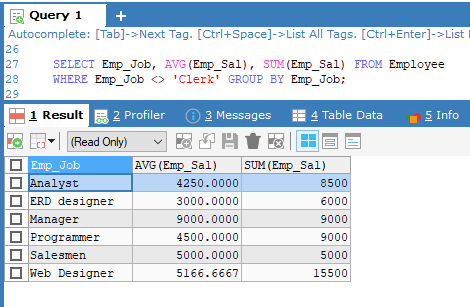 Query 1
Autocomplete: [Tab]->Next Tag. [Ctrl+Space]->List All Tags. [Ctrl+Enter]->List
26
27 SELECT Emp_Job, AVG(Emp_Sal), SUM(Emp_Sal) FROM Employee
28 WHERE Emp_Job <> 'Clerk' GROUP BY Emp_Job;
29
1 Result 2 Profiler 3 Messages 4 Table Data 5 Info
(Read Only)
Emp_Job AVG(Emp_Sal) SUM(Emp_Sal)
Analyst 4250.0000 8500
ERD designer 3000.0000 6000
Manager 9000.0000 9000
Programmer 4500.0000 9000
Salesmen 5000.0000 5000
Web Designer 5166.6667 15500